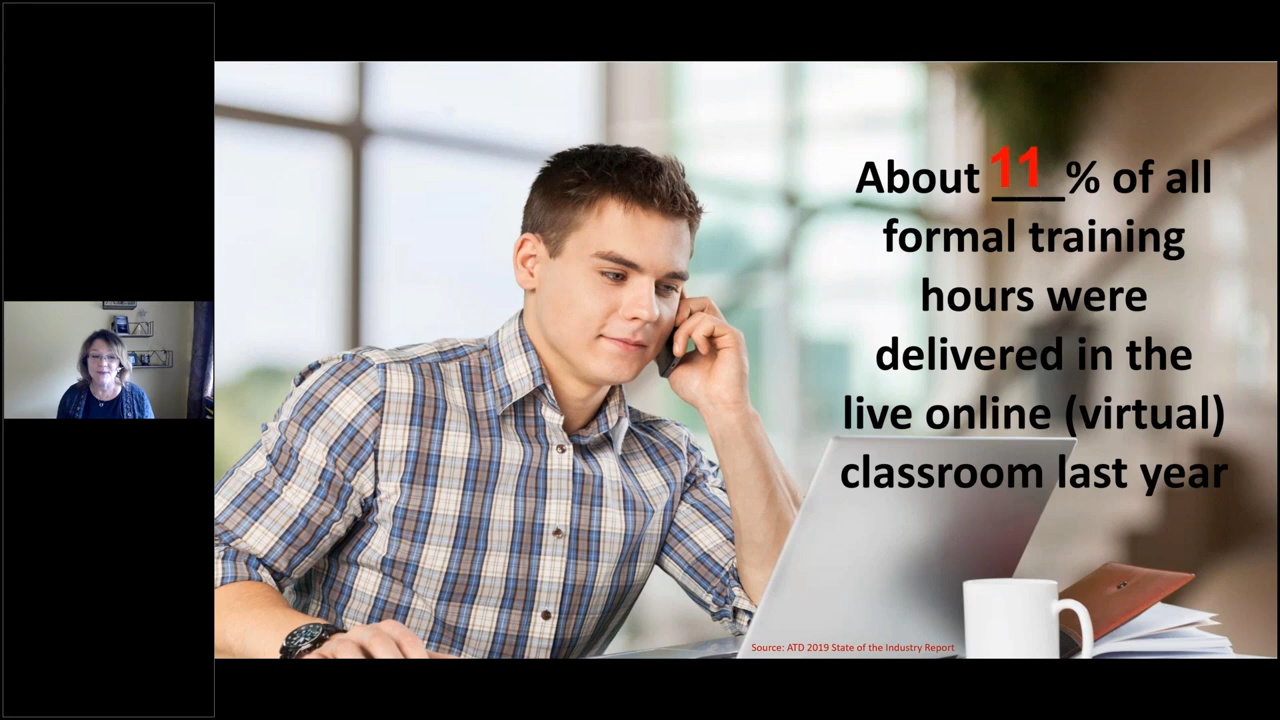 About 11% of all
formal training
hours were
delivered in the
live online (virtual)
classroom last year
Source: ATD 2019 State of the Industry Report